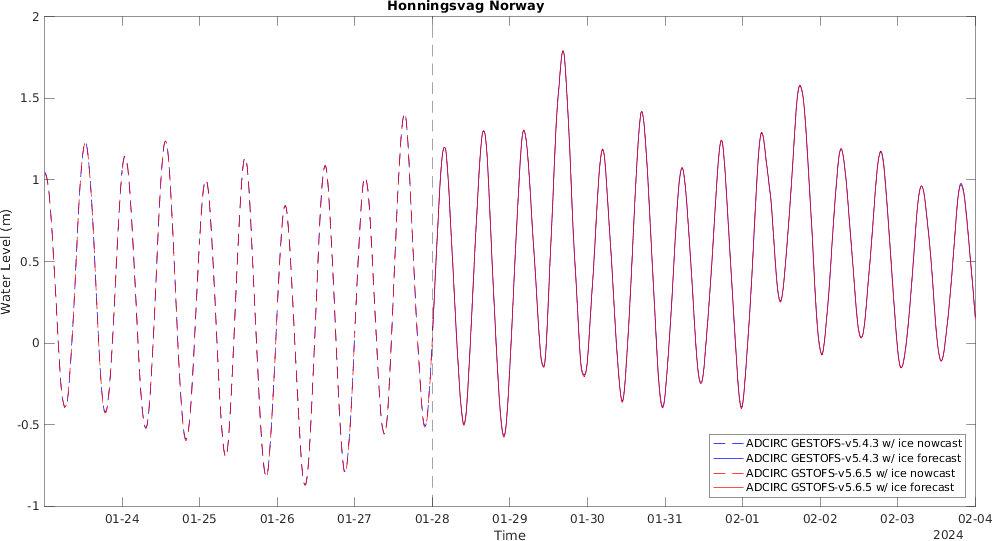 Honningsvag Norway
2
1.5
1
0.5
0
-0.5
-1
Water Level (m)
ADCIRC GESTOFS-v5.4.3 w/ ice nowcast
ADCIRC GESTOFS-v5.4.3 w/ ice forecast
ADCIRC GSTOFS-v5.6.5 w/ ice nowcast
ADCIRC GSTOFS-v5.6.5 w/ ice forecast
01-24 01-25 01-26 01-27 01-28 01-29 01-30 01-31 02-01 02-02 02-03 02-04
Time
2024